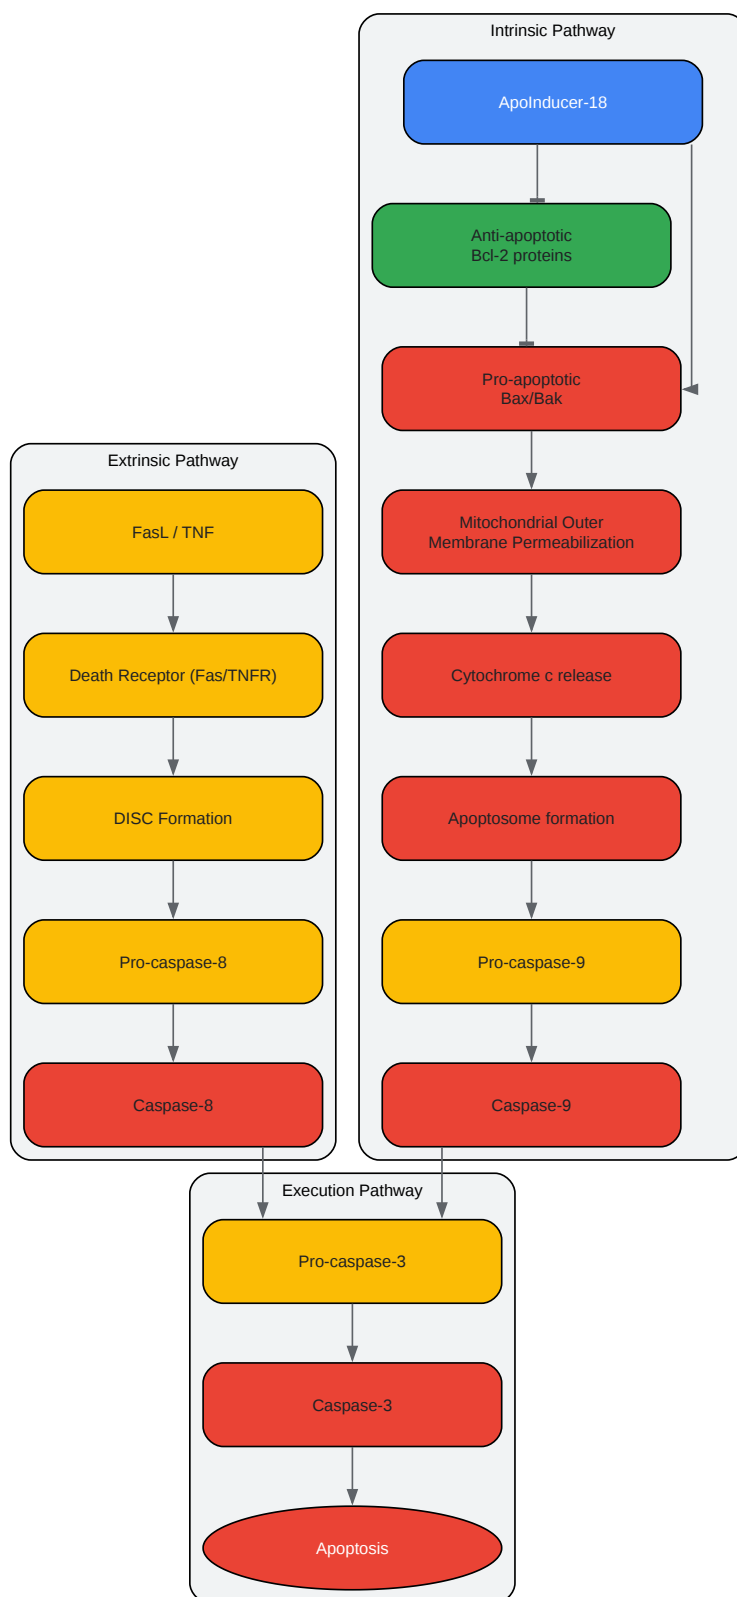 Intrinsic Pathway
ApoInducer-18
Anti-apoptotic
Bcl-2 proteins
Pro-apoptotic
Bax/Bak
Mitochondrial Outer
Membrane Permeabilization
Cytochrome c release
Apoptosome formation
Pro-caspase-9
Caspase-9
Extrinsic Pathway
FasL / TNF
Death Receptor (Fas/TNFR)
DISC Formation
Pro-caspase-8
Caspase-8
Execution Pathway
Pro-caspase-3
Caspase-3
Apoptosis